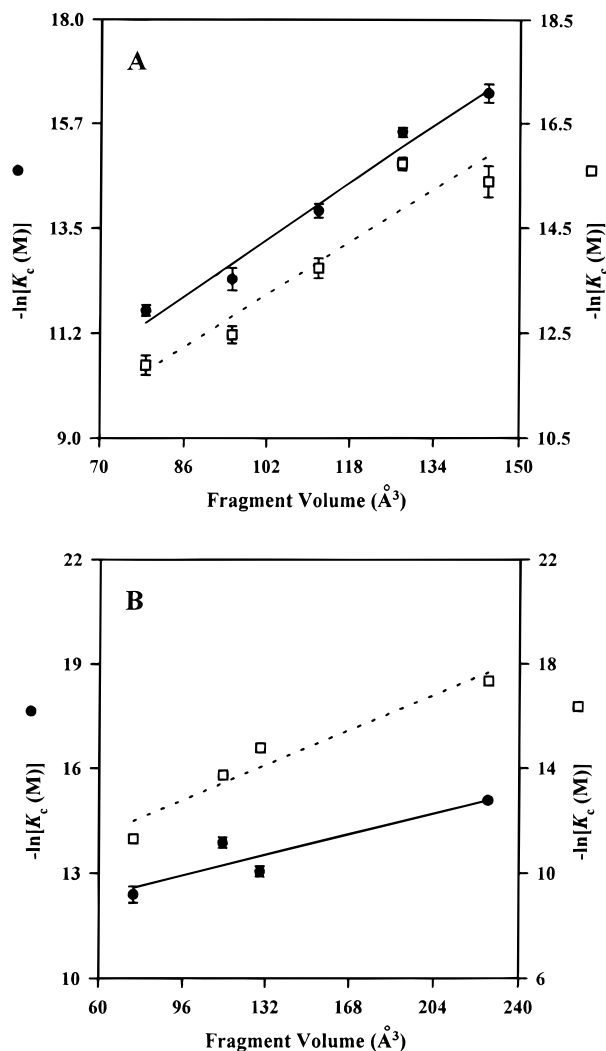 A
18.0
15.7
13.5
11.2
9.0
18.5
16.5
14.5
12.5
10.5
-ln[Kc (M)]
-ln[Kc (M)]
70 86 102 118 134 150
Fragment Volume (Å³)
B
22
19
16
13
10
22
18
14
10
6
-ln[Kc (M)]
-ln[Kc (M)]
60 96 132 168 204 240
Fragment Volume (Å³)